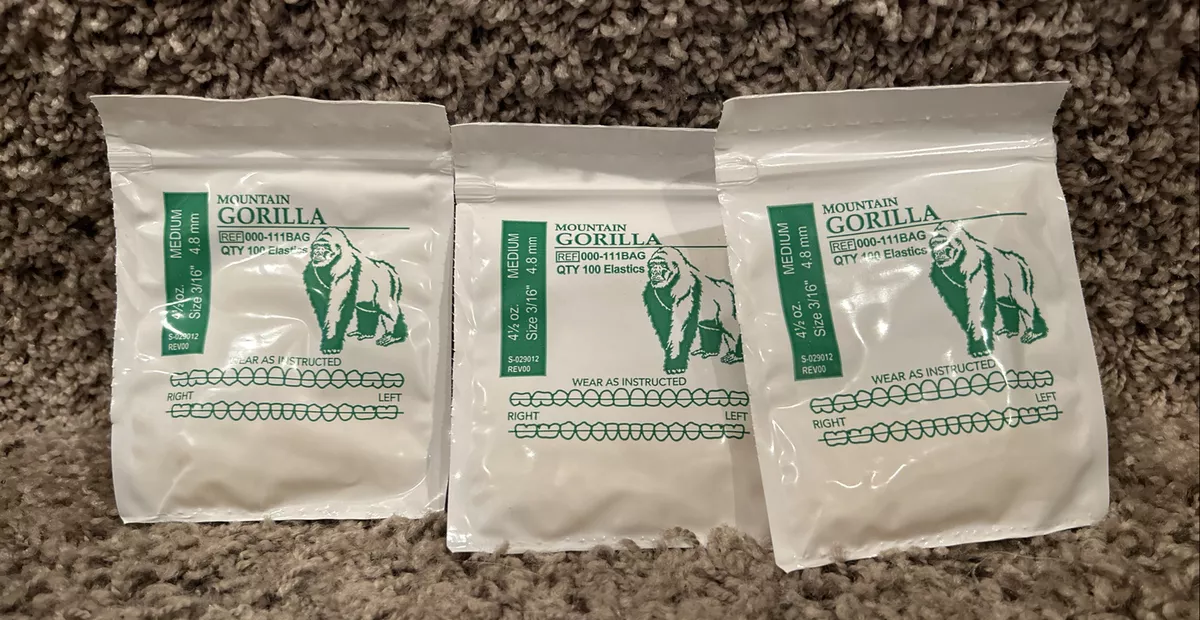 MOUNTAIN
GORILLA
REF 000-111BAG
QTY 100 Elastics
4½ oz. MEDIUM
Size 3/16" 4.8 mm
S-029012
REV00
WEAR AS INSTRUCTED
RIGHT LEFT
MOUNTAIN
GORILLA
REF 000-111BAG
QTY 100 Elastics
4½ oz. MEDIUM
Size 3/16" 4.8 mm
S-029012
REV00
WEAR AS INSTRUCTED
RIGHT LEFT
MOUNTAIN
GORILLA
REF 000-111BAG
QTY 100 Elastics
4½ oz. MEDIUM
Size 3/16" 4.8 mm
S-029012
REV00
WEAR AS INSTRUCTED
RIGHT LEFT